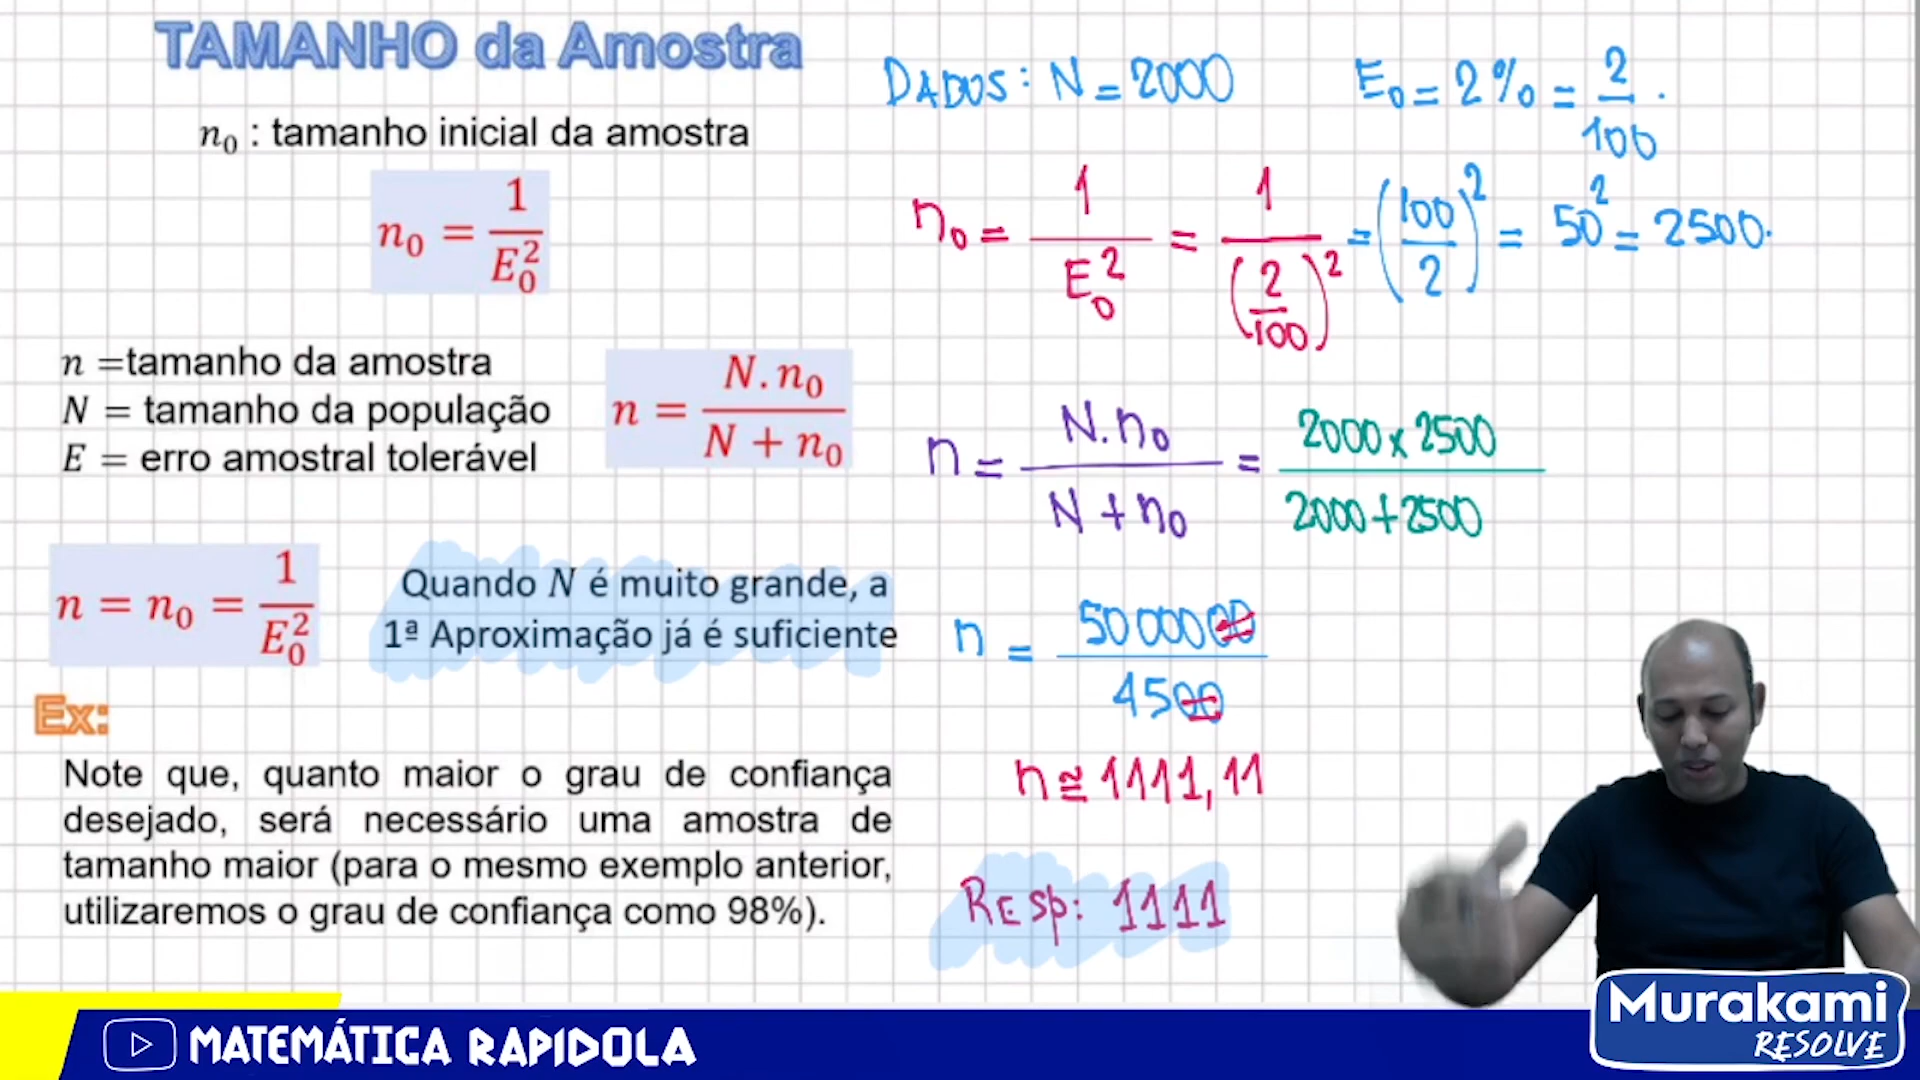 TAMANHO da Amostra
n₀ : tamanho inicial da amostra
n₀ = 1/E₀²
n =tamanho da amostra
N = tamanho da população
E = erro amostral tolerável
n = N.n₀/N + n₀
n = n₀ = 1/E₀²
Quando N é muito grande, a
1ª Aproximação já é suficiente
Ex:
Note que, quanto maior o grau de confiança
desejado, será necessário uma amostra de
tamanho maior (para o mesmo exemplo anterior,
utilizaremos o grau de confiança como 98%).
DADOS: N = 2000 E₀ = 2% = 2/100.
n₀ = 1/E₀² = 1/(2/100)² = (100/2)² = 50² = 2500.
n = N.n₀/N + n₀ = 2000 x 2500/2000 + 2500
n = 5000000/4500
n ≅ 1111,11
RESp: 1111
MATEMÁTICA RAPIDOLA
Murakami
RESOLVE